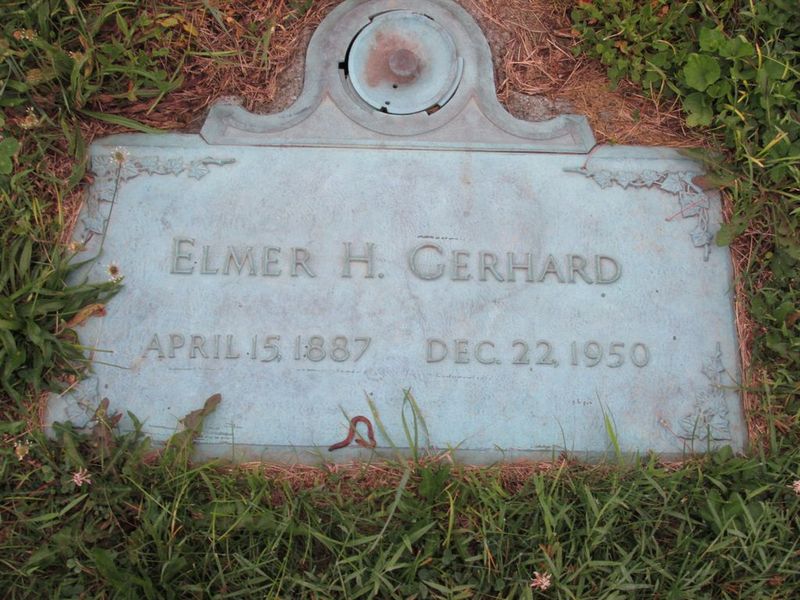 Elmer H. Gerhard
April 15, 1887 Dec. 22, 1950